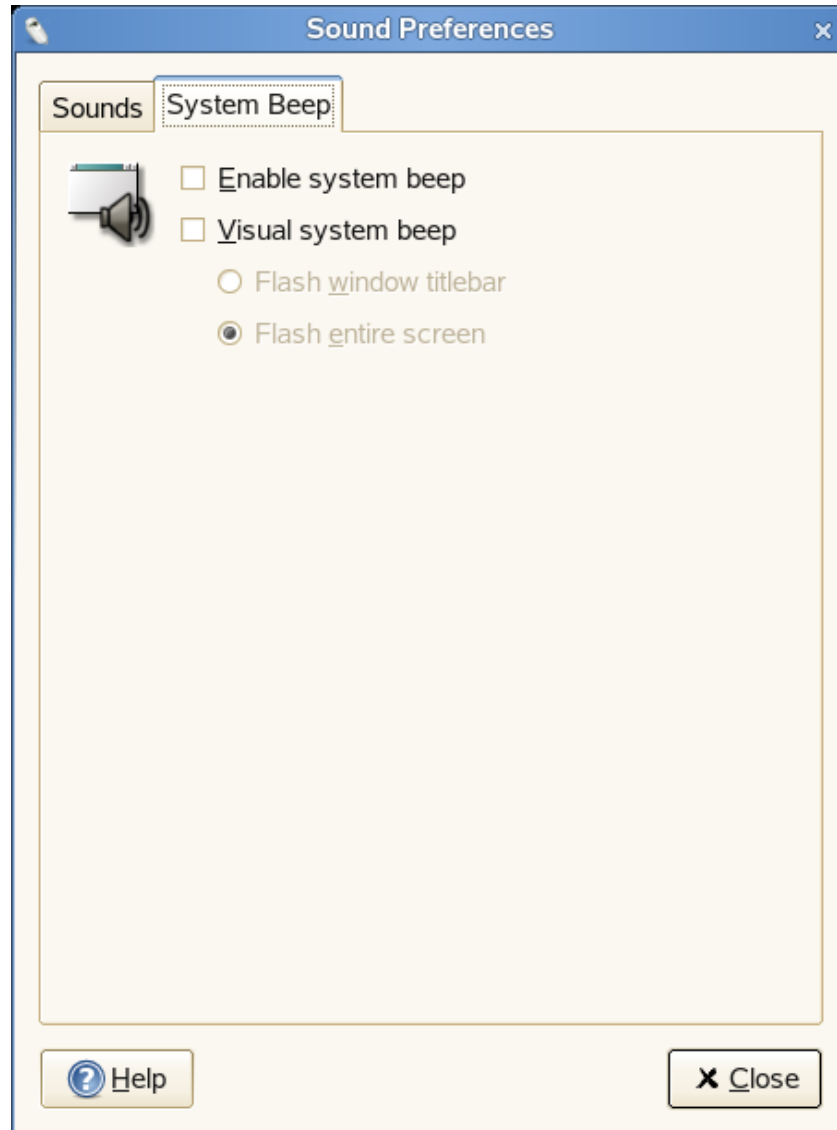 Sound Preferences
Sounds
System Beep
Enable system beep
Visual system beep
Flash window titlebar
Flash entire screen
Help
Close